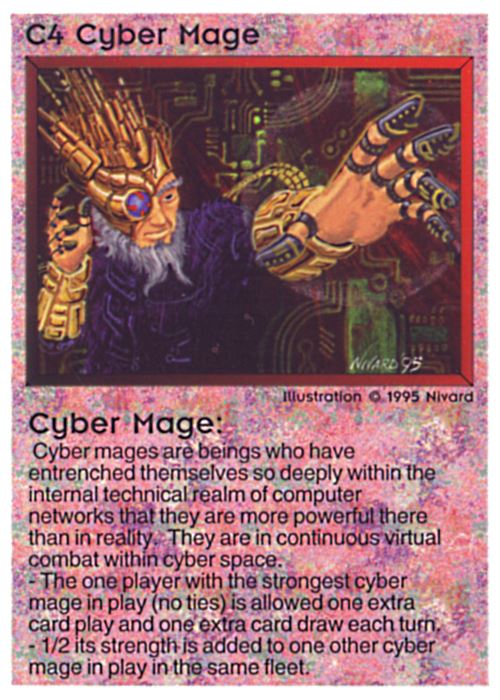 C4 Cyber Mage
NIVARD 95
Illustration © 1995 Nivard
Cyber Mage:
Cyber mages are beings who have
entrenched themselves so deeply within the
internal technical realm of computer
networks that they are more powerful there
than in reality. They are in continuous virtual
combat within cyber space.
- The one player with the strongest cyber
mage in play (no ties) is allowed one extra
card play and one extra card draw each turn.
- 1/2 its strength is added to one other cyber
mage in play in the same fleet.